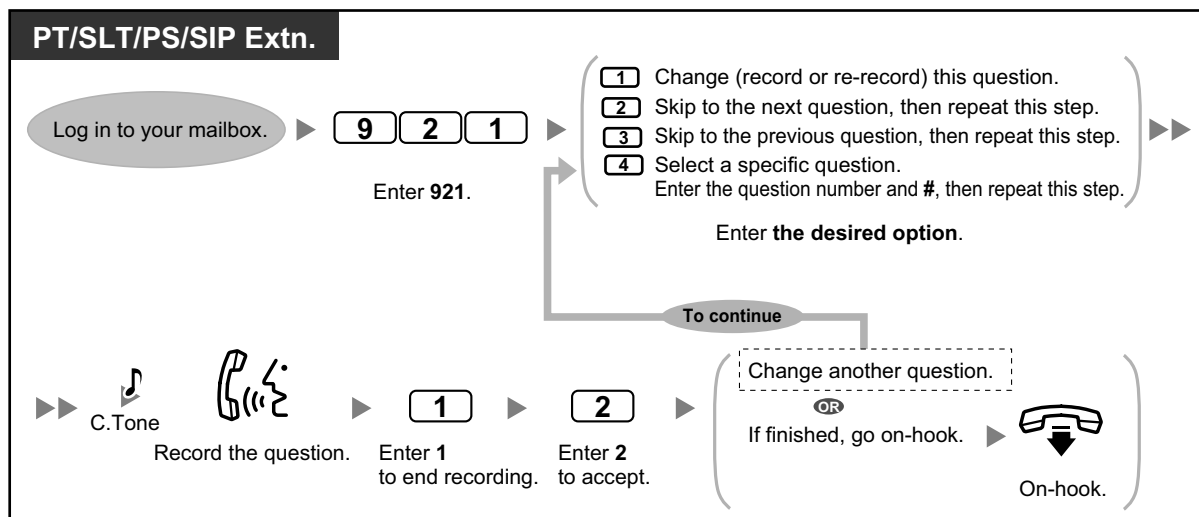 PT/SLT/PS/SIP Extn.
Log in to your mailbox.
9 2 1
Enter 921.
1 Change (record or re-record) this question.
2 Skip to the next question, then repeat this step.
3 Skip to the previous question, then repeat this step.
4 Select a specific question.
Enter the question number and #, then repeat this step.
Enter the desired option.
To continue
C.Tone
Record the question.
1
Enter 1
to end recording.
2
Enter 2
to accept.
Change another question.
OR
If finished, go on-hook.
On-hook.